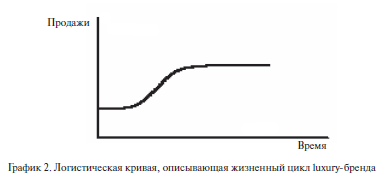 Продажи
Время
График 2. Логистическая кривая, описывающая жизненный цикл luxury-бренда